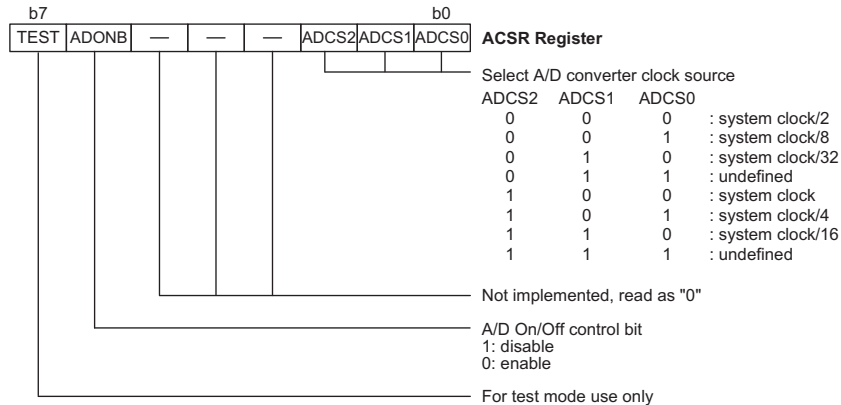 b7 b0
TEST ADONB — — — ADCS2 ADCS1 ADCS0 ACSR Register
Select A/D converter clock source
ADCS2 ADCS1 ADCS0
0 0 0 : system clock/2
0 0 1 : system clock/8
0 1 0 : system clock/32
0 1 1 : undefined
1 0 0 : system clock
1 0 1 : system clock/4
1 1 0 : system clock/16
1 1 1 : undefined
Not implemented, read as "0"
A/D On/Off control bit
1: disable
0: enable
For test mode use only